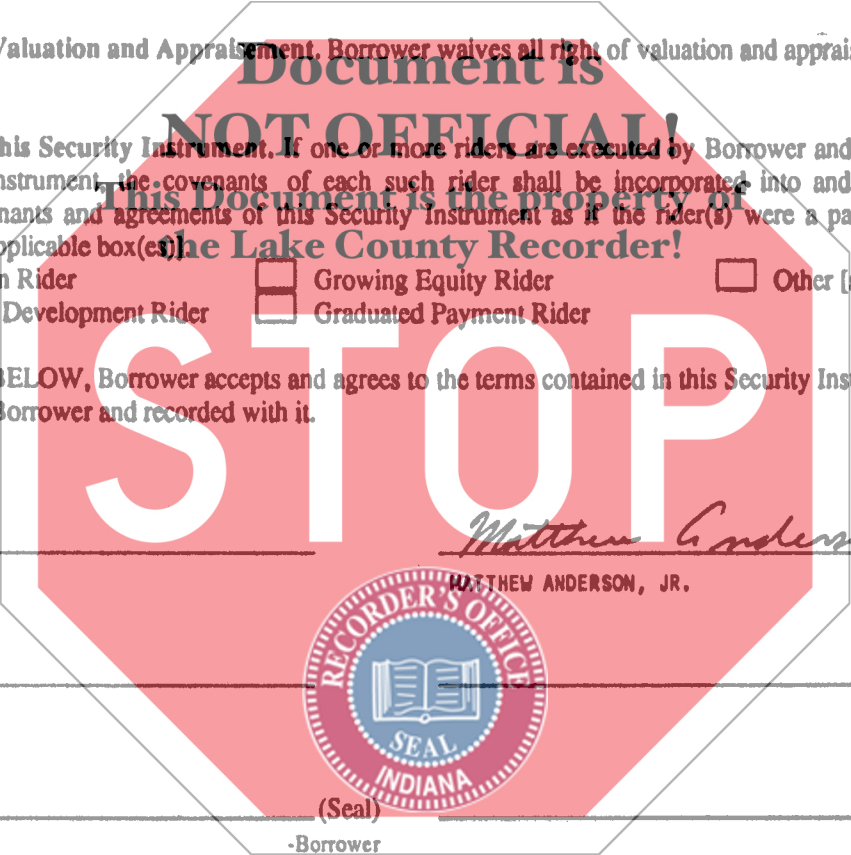 Valuation and Appraisement. Borrower waives all right of valuation and
Document is
NOT OFFICIAL!
his Security Instrument. If one or more riders are executed by Borrower and
nstrument, the covenants of each such rider shall be incorporated into and
This Document is the property of
nants and agreements of this Security Instrument as if the rider(s) were a pa
pplicable box(es)].
the Lake County Recorder!
n Rider
Growing Equity Rider
Other [
Development Rider
Graduated Payment Rider
STOP
BELOW, Borrower accepts and agrees to the terms contained in this Security Ins
Borrower and recorded with it.
Matthew Anders
MATTHEW ANDERSON, JR.
RECORDER'S OFFICE
SEAL
INDIANA
(Seal)
-Borrower